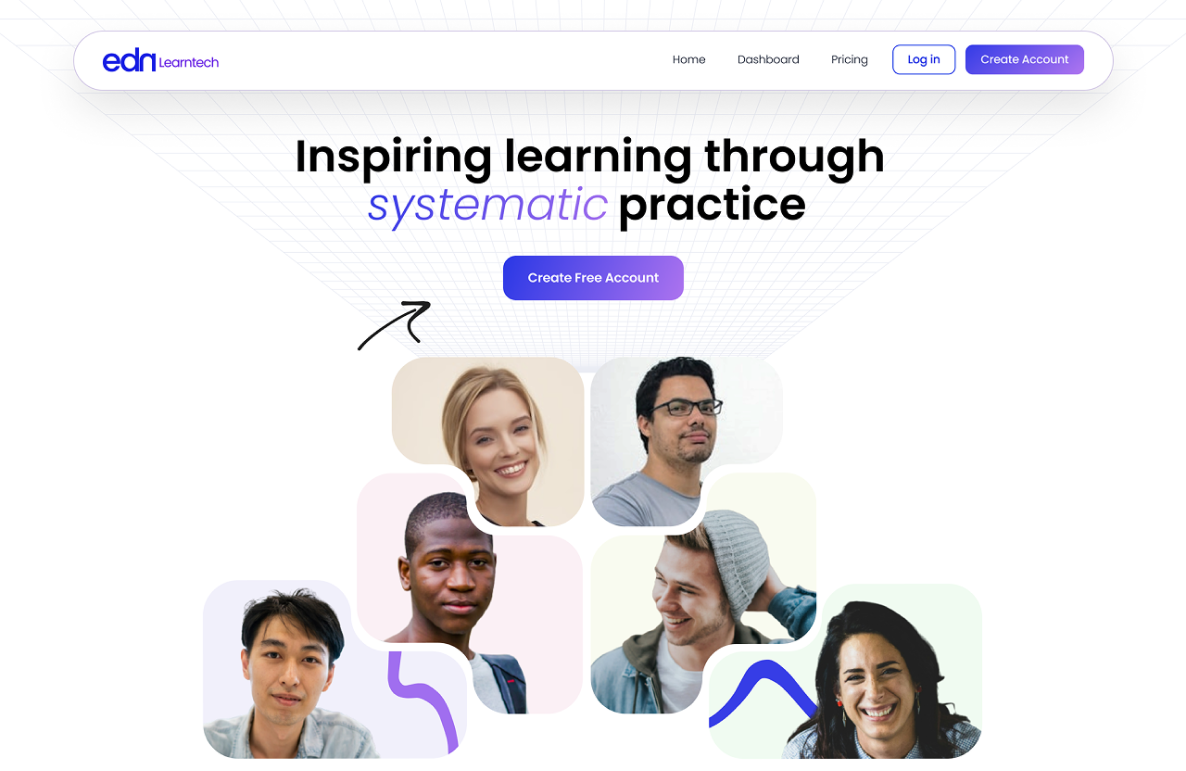 edn Learntech
Home
Dashboard
Pricing
Log in
Create Account
Inspiring learning through
systematic practice
Create Free Account